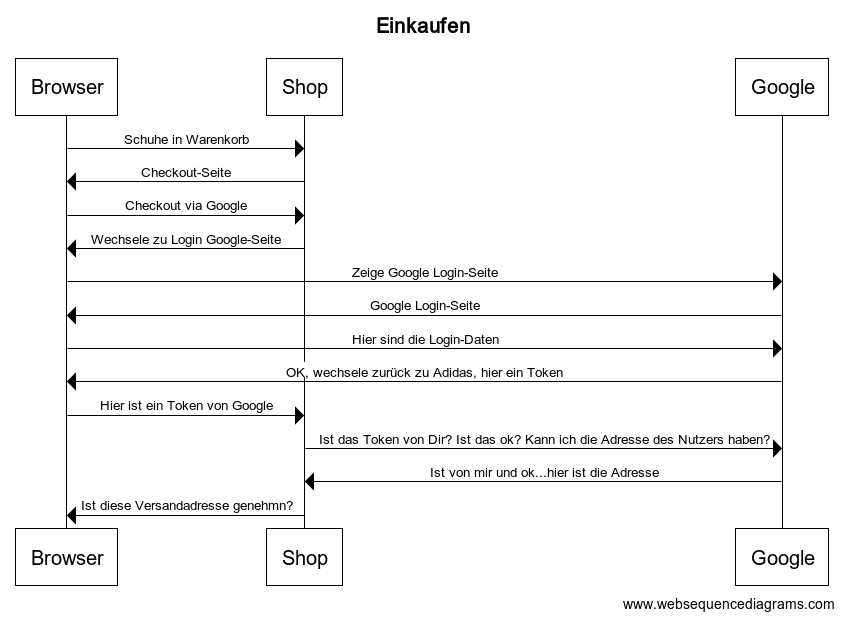 Einkaufen
Browser
Shop
Google
Schuhe in Warenkorb
Checkout-Seite
Checkout via Google
Wechsele zu Login Google-Seite
Zeige Google Login-Seite
Google Login-Seite
Hier sind die Login-Daten
OK, wechsele zurück zu Adidas, hier ein Token
Hier ist ein Token von Google
Ist das Token von Dir? Ist das ok? Kann ich die Adresse des Nutzers haben?
Ist von mir und ok...hier ist die Adresse
Ist diese Versandadresse genehmn?
Browser
Shop
Google
www.websequencediagrams.com